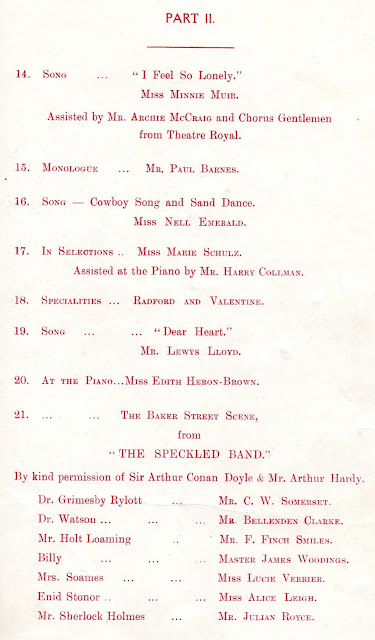 PART II.
14. SONG ... "I Feel So Lonely."
MISS MINNIE MUIR.
Assisted by MR. ARCHIE MCCRAIG and Chorus Gentlemen
from Theatre Royal.
15. MONOLOGUE ... MR. PAUL BARNES.
16. SONG — Cowboy Song and Sand Dance.
MISS NELL EMERALD.
17. IN SELECTIONS .. MISS MARIE SCHULZ.
Assisted at the Piano by MR. HARRY COLLMAN.
18. SPECIALITIES ... RADFORD AND VALENTINE.
19. SONG ... ... "Dear Heart."
MR. LEWYS LLOYD.
20. AT THE PIANO...MISS EDITH HERON-BROWN.
21. ... ... THE BAKER STREET SCENE,
from
"THE SPECKLED BAND."
By kind permission of Sir Arthur Conan Doyle & Mr. Arthur Hardy.
Dr. Grimesby Rylott ... MR. C. W. SOMERSET.
Dr. Watson ... ... ... MR. BELLENDEN CLARKE.
Mr. Holt Loaming .. MR. F. FINCH SMILES.
Billy ... ... ... MASTER JAMES WOODINGS.
Mrs. Soames ... ... MISS LUCIE VERRIER.
Enid Stonor .. ... ... MISS ALICE LEIGH.
Mr. Sherlock Holmes ... MR. JULIAN ROYCE.